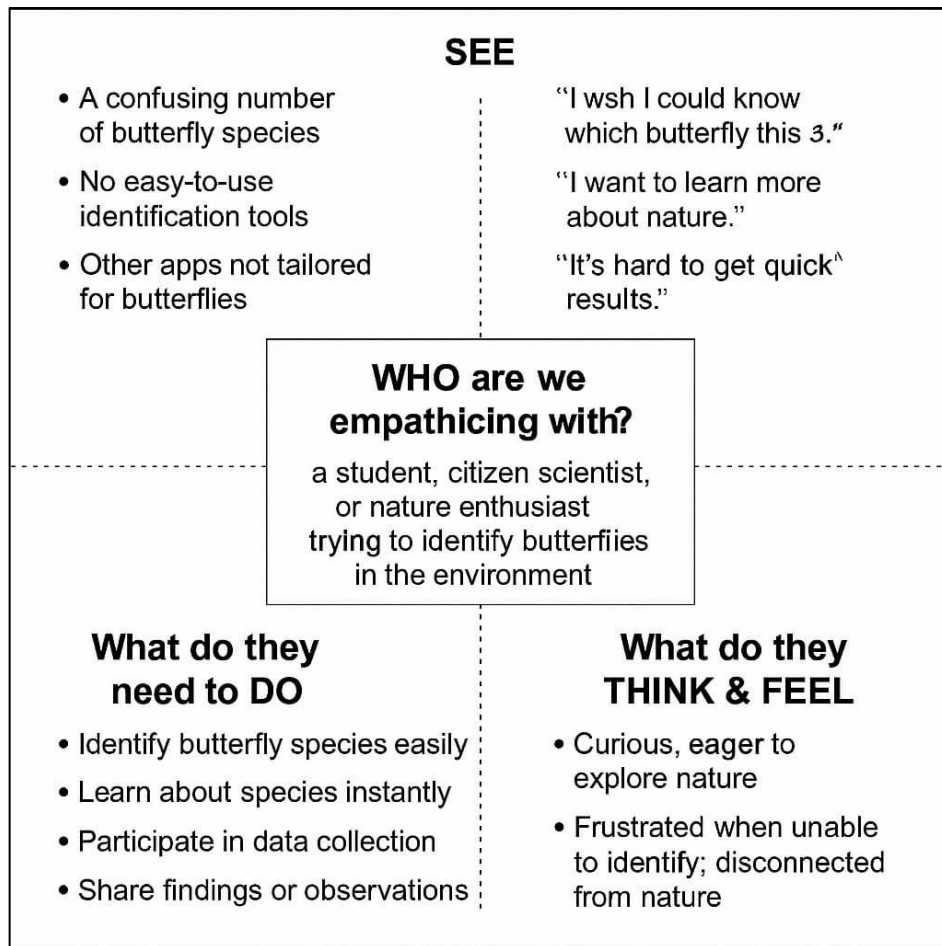 SEE
• A confusing number
of butterfly species
• No easy-to-use
identification tools
• Other apps not tailored
for butterflies
“I wsh I could know
which butterfly this 3.”
“I want to learn more
about nature.”
“It’s hard to get quick
results.”
WHO are we
empathicing with?
a student, citizen scientist,
or nature enthusiast
trying to identify butterfiies
in the environment
What do they
need to DO
• Identify butterfly species easily
• Learn about species instantly
• Participate in data collection
• Share findings or observations
What do they
THINK & FEEL
• Curious, eager to
explore nature
• Frustrated when unable
to identify; disconnected
from nature